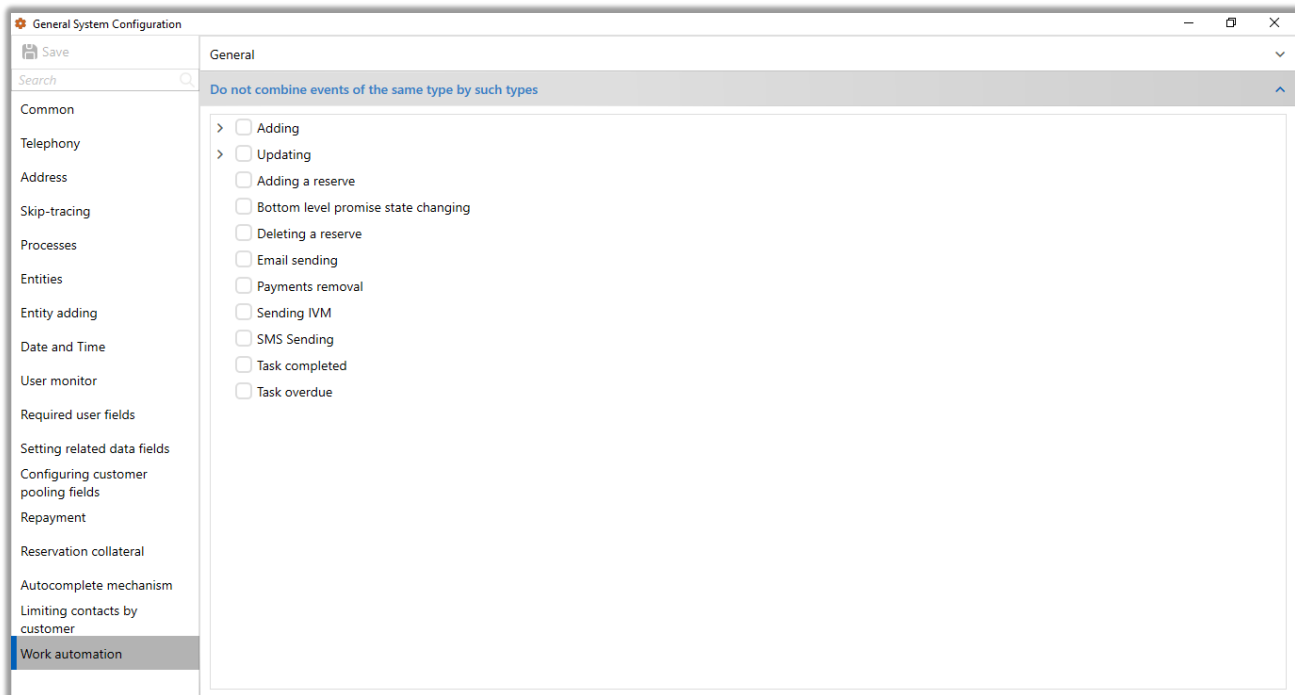 General System Configuration
Save
Search
Common
Telephony
Address
Skip-tracing
Processes
Entities
Entity adding
Date and Time
User monitor
Required user fields
Setting related data fields
Configuring customer
pooling fields
Repayment
Reservation collateral
Autocomplete mechanism
Limiting contacts by
customer
Work automation
General
Do not combine events of the same type by such types
Adding
Updating
Adding a reserve
Bottom level promise state changing
Deleting a reserve
Email sending
Payments removal
Sending IVM
SMS Sending
Task completed
Task overdue